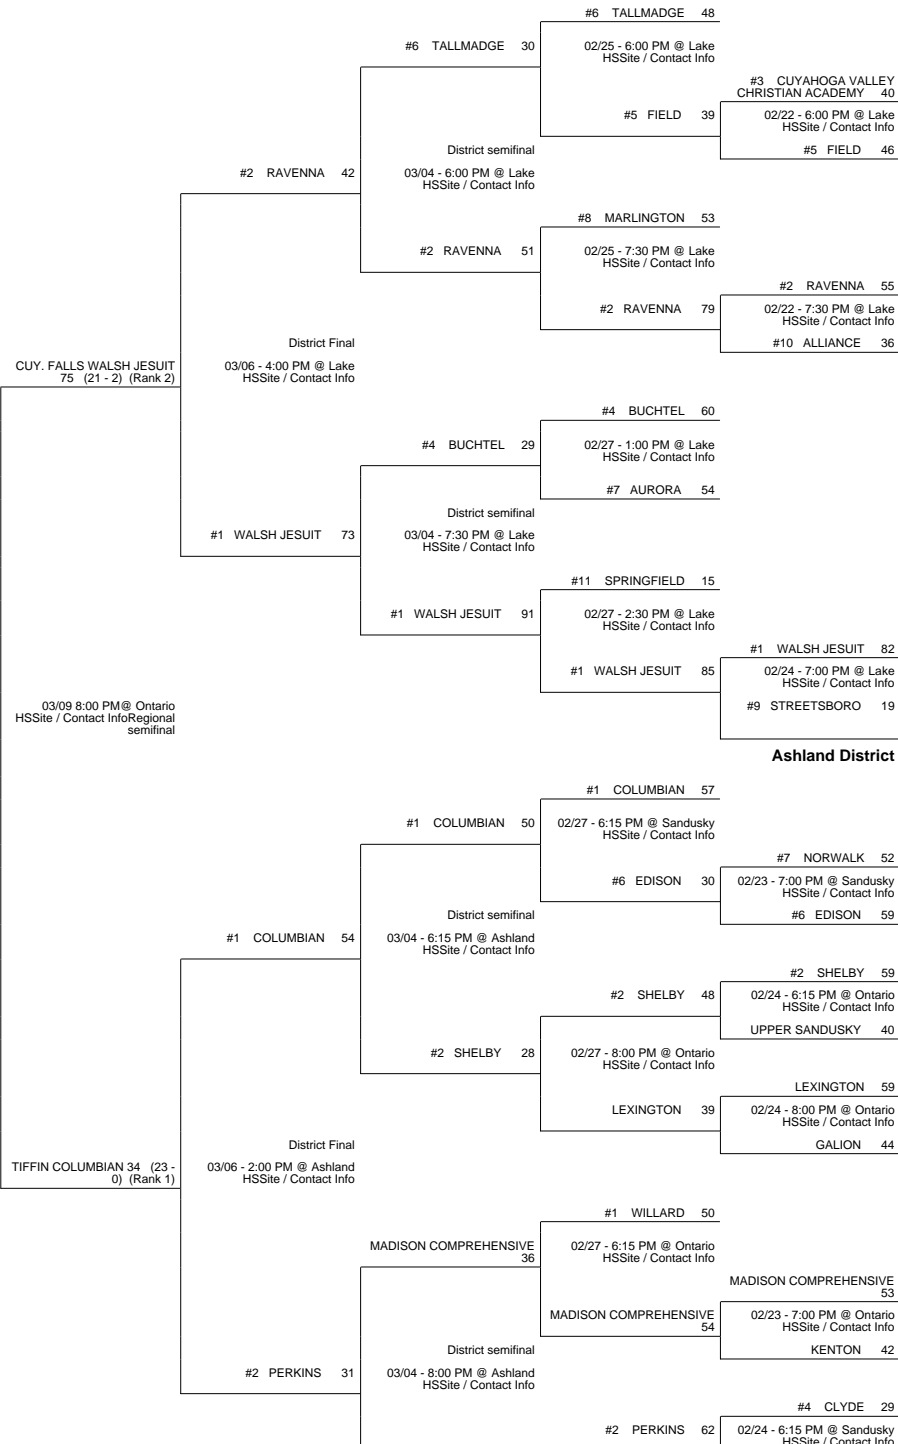 #6 TALLMADGE 48
#6 TALLMADGE 30
02/25 - 6:00 PM @ Lake
HSSite / Contact Info
#3 CUYAHOGA VALLEY
CHRISTIAN ACADEMY 40
#5 FIELD 39
02/22 - 6:00 PM @ Lake
HSSite / Contact Info
#5 FIELD 46
District semifinal
#2 RAVENNA 42
03/04 - 6:00 PM @ Lake
HSSite / Contact Info
#8 MARLINGTON 53
#2 RAVENNA 51
02/25 - 7:30 PM @ Lake
HSSite / Contact Info
#2 RAVENNA 55
#2 RAVENNA 79
02/22 - 7:30 PM @ Lake
HSSite / Contact Info
#10 ALLIANCE 36
District Final
CUY. FALLS WALSH JESUIT
75 (21 - 2) (Rank 2)
03/06 - 4:00 PM @ Lake
HSSite / Contact Info
#4 BUCHTEL 60
#4 BUCHTEL 29
02/27 - 1:00 PM @ Lake
HSSite / Contact Info
#7 AURORA 54
District semifinal
#1 WALSH JESUIT 73
03/04 - 7:30 PM @ Lake
HSSite / Contact Info
#11 SPRINGFIELD 15
#1 WALSH JESUIT 91
02/27 - 2:30 PM @ Lake
HSSite / Contact Info
#1 WALSH JESUIT 82
#1 WALSH JESUIT 85
02/24 - 7:00 PM @ Lake
HSSite / Contact Info
#9 STREETSBORO 19
03/09 8:00 PM@ Ontario
HSSite / Contact InfoRegional
semifinal
Ashland District
#1 COLUMBIAN 57
#1 COLUMBIAN 50
02/27 - 6:15 PM @ Sandusky
HSSite / Contact Info
#7 NORWALK 52
#6 EDISON 30
02/23 - 7:00 PM @ Sandusky
HSSite / Contact Info
#6 EDISON 59
District semifinal
#1 COLUMBIAN 54
03/04 - 6:15 PM @ Ashland
HSSite / Contact Info
#2 SHELBY 59
#2 SHELBY 48
02/24 - 6:15 PM @ Ontario
HSSite / Contact Info
UPPER SANDUSKY 40
#2 SHELBY 28
02/27 - 8:00 PM @ Ontario
HSSite / Contact Info
LEXINGTON 59
LEXINGTON 39
02/24 - 8:00 PM @ Ontario
HSSite / Contact Info
GALION 44
District Final
TIFFIN COLUMBIAN 34 (23 -
0) (Rank 1)
03/06 - 2:00 PM @ Ashland
HSSite / Contact Info
#1 WILLARD 50
MADISON COMPREHENSIVE
36
02/27 - 6:15 PM @ Ontario
HSSite / Contact Info
MADISON COMPREHENSIVE
53
MADISON COMPREHENSIVE
54
02/23 - 7:00 PM @ Ontario
HSSite / Contact Info
KENTON 42
District semifinal
#2 PERKINS 31
03/04 - 8:00 PM @ Ashland
HSSite / Contact Info
#4 CLYDE 29
#2 PERKINS 62
02/24 - 6:15 PM @ Sandusky
HSSite / Contact Info